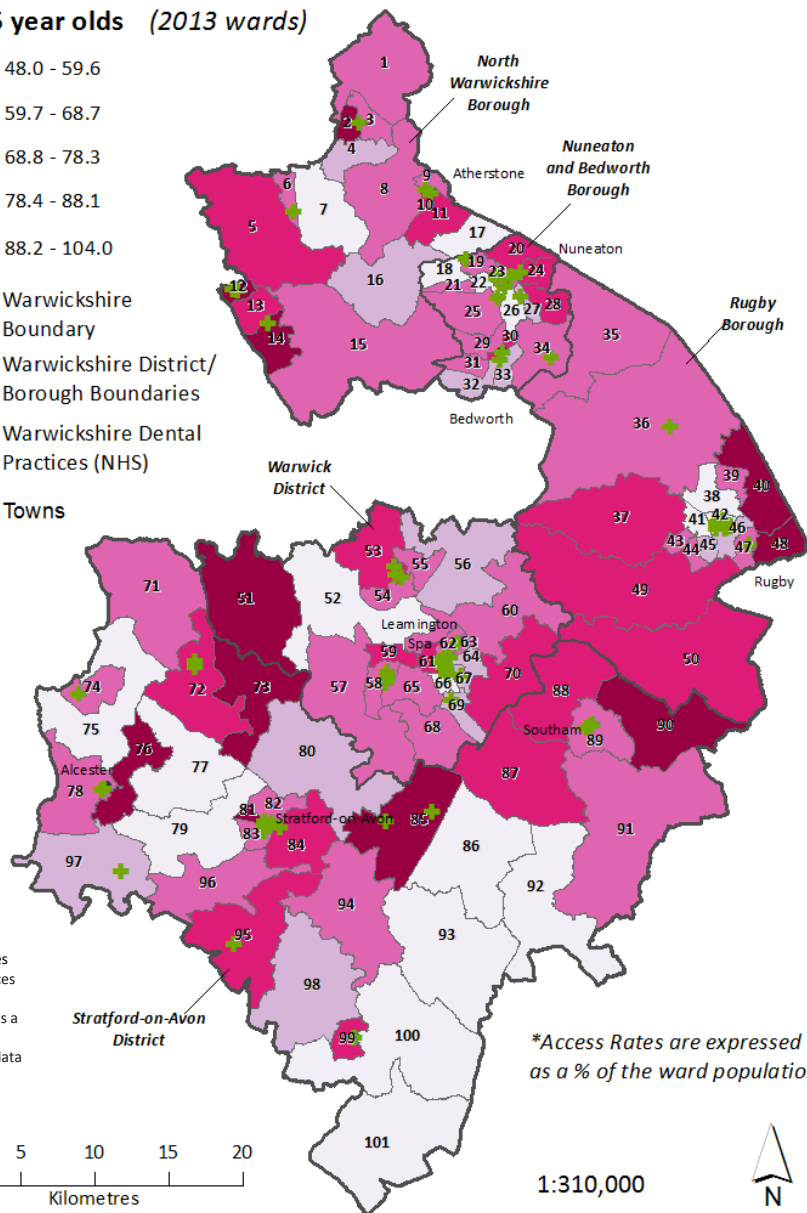 5 year olds (2013 wards)
48.0 - 59.6
59.7 - 68.7
68.8 - 78.3
78.4 - 88.1
88.2 - 104.0
Warwickshire
Boundary
Warwickshire District/
Borough Boundaries
Warwickshire Dental
Practices (NHS)
Towns
North
Warwickshire
Borough
Nuneaton
and Bedworth
Borough
Rugby
Borough
Warwick
District
Stratford-on-Avon
District
Atherstone
Nuneaton
Bedworth
Rugby
Leamington
Spa
Southam
Alcester
Stratford-on-Avon
1
2
3
4
5
6
7
8
9
10
11
12
13
14
15
16
17
18
19
20
21
22
23
24
25
26
27
28
29
30
31
32
33
34
35
36
37
38
39
40
41
42
43
44
45
46
47
48
49
50
51
52
53
54
55
56
57
58
59
60
61
62
63
64
65
66
67
68
69
70
71
72
73
74
75
76
77
78
79
80
81
82
83
84
85
86
87
88
89
90
91
92
93
94
95
96
97
98
99
100
101
es
ces
s a
data
*Access Rates are expressed
as a % of the ward populatio
5 10 15 20
Kilometres
1:310,000
N